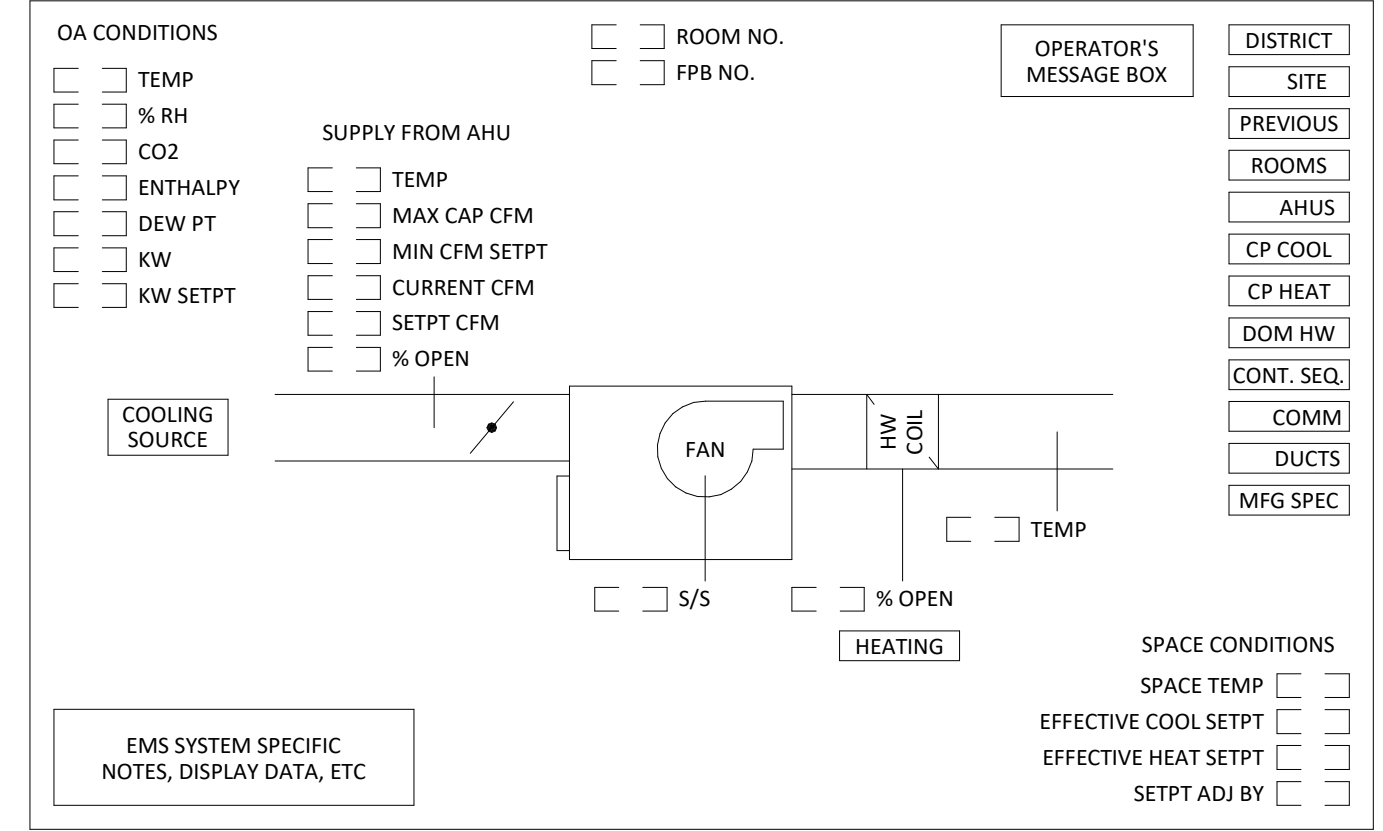 OA CONDITIONS
TEMP
% RH
CO2
ENTHALPY
DEW PT
KW
KW SETPT
SUPPLY FROM AHU
TEMP
MAX CAP CFM
MIN CFM SETPT
CURRENT CFM
SETPT CFM
% OPEN
ROOM NO.
FPB NO.
OPERATOR'S
MESSAGE BOX
DISTRICT
SITE
PREVIOUS
ROOMS
AHUS
CP COOL
CP HEAT
DOM HW
CONT. SEQ.
COMM
DUCTS
MFG SPEC
COOLING
SOURCE
FAN
HW
COIL
TEMP
S/S
% OPEN
HEATING
SPACE CONDITIONS
SPACE TEMP
EFFECTIVE COOL SETPT
EFFECTIVE HEAT SETPT
SETPT ADJ BY
EMS SYSTEM SPECIFIC
NOTES, DISPLAY DATA, ETC